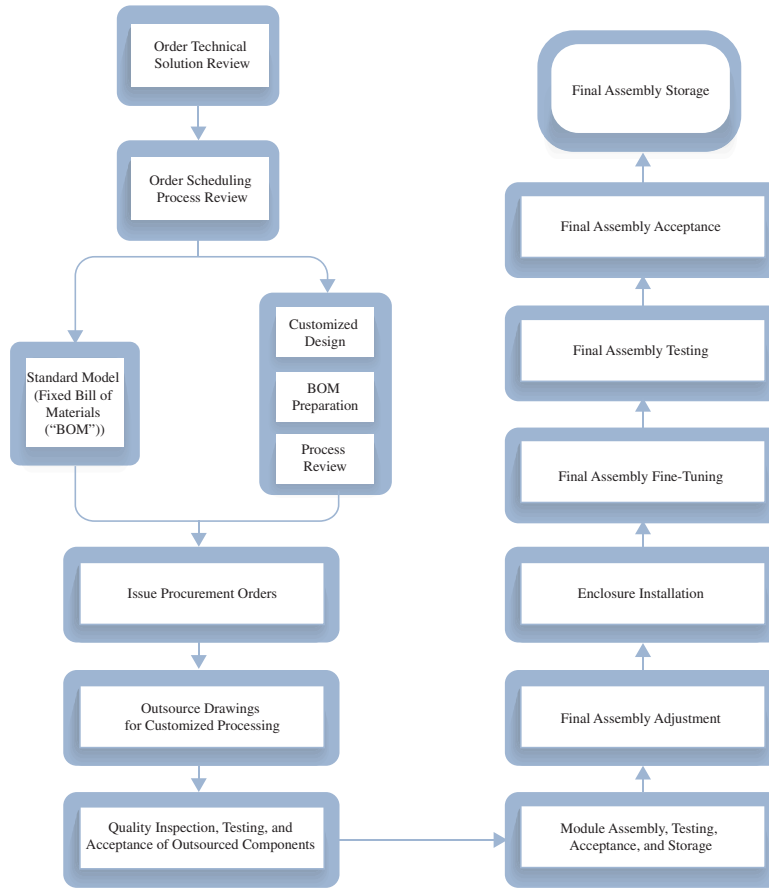 Order Technical
Solution Review
Order Scheduling
Process Review
Standard Model
(Fixed Bill of
Materials
(“BOM”))
Customized
Design
BOM
Preparation
Process
Review
Issue Procurement Orders
Outsource Drawings
for Customized Processing
Quality Inspection, Testing, and
Acceptance of Outsourced Components
Module Assembly, Testing,
Acceptance, and Storage
Final Assembly Adjustment
Enclosure Installation
Final Assembly Fine-Tuning
Final Assembly Testing
Final Assembly Acceptance
Final Assembly Storage